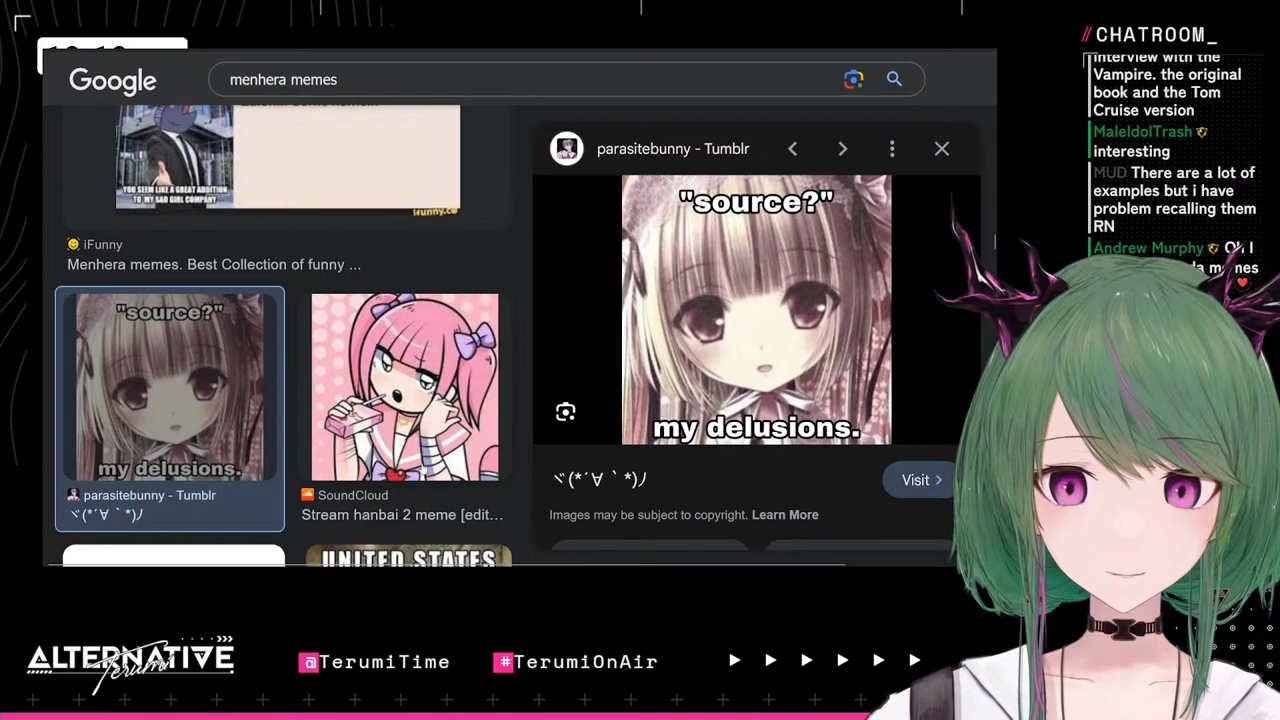 Google
menhera memes
YOU SEEM LIKE A GREAT ADDITION
TO MY SAD GIRL COMPANY
ifunny.co
iFunny
Menhera memes. Best Collection of funny ...
"source?"
my delusions.
parasitebunny - Tumblr
ヾ(*´∀｀*)ﾉ
SoundCloud
Stream hanbai 2 meme [edit...
UNITED STATES
parasitebunny - Tumblr
"source?"
my delusions.
ヾ(*´∀｀*)ﾉ
Visit
Images may be subject to copyright. Learn More
//CHATROOM_
interview with the
Vampire. the original
book and the Tom
Cruise version
MaleIdolTrash
interesting
MUD There are a lot of
examples but i have
problem recalling them
RN
Andrew Murphy Oh I
memes
ALTERNATIVE
Terumi
@TerumiTime
#TerumiOnAir